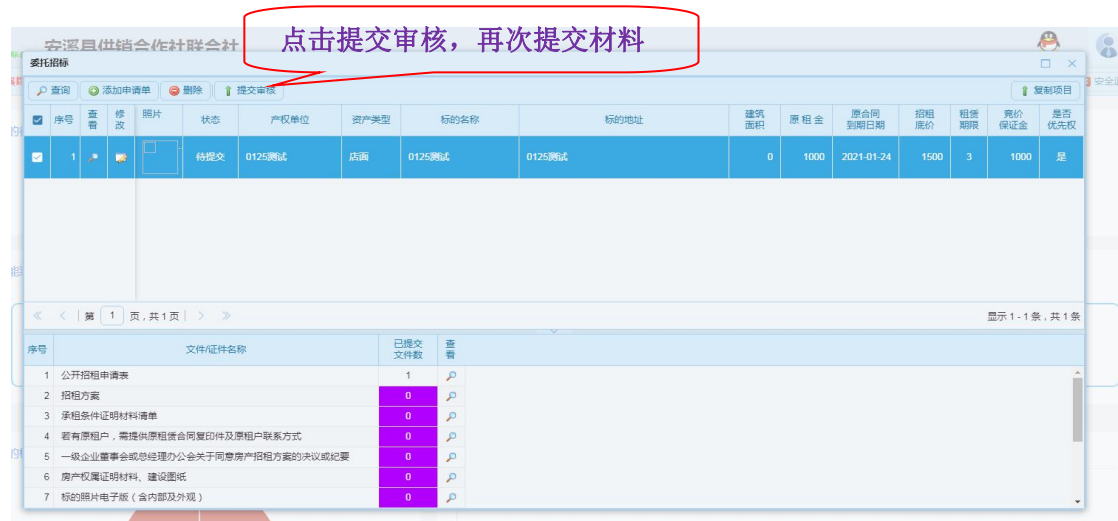 点击提交审核，再次提交材料
安溪县供销合作社联合社
委托招标
查询 添加申请单 删除 提交审核 复制项目
序号 查看 修改 照片 状态 产权单位 资产类型 标的名称 标的地址 建筑面积 原租金 原合同到期日期 招租底价 租赁期限 竞价保证金 是否优先权
1 待提交 0125测试 店面 0125测试 0125测试 0 1000 2021-01-24 1500 3 1000 是
第 1 页，共1页 显示 1 - 1 条，共 1 条
序号 文件/证件名称 已提交文件数 查看
1 公开招租申请表 1
2 招租方案 0
3 承租条件证明材料清单 0
4 若有原租户，需提供原租赁合同复印件及原租户联系方式 0
5 一级企业董事会或总经理办公会关于同意房产招租方案的决议或纪要 0
6 房产权属证明材料、建设图纸 0
7 标的照片电子版（含内部及外观） 0